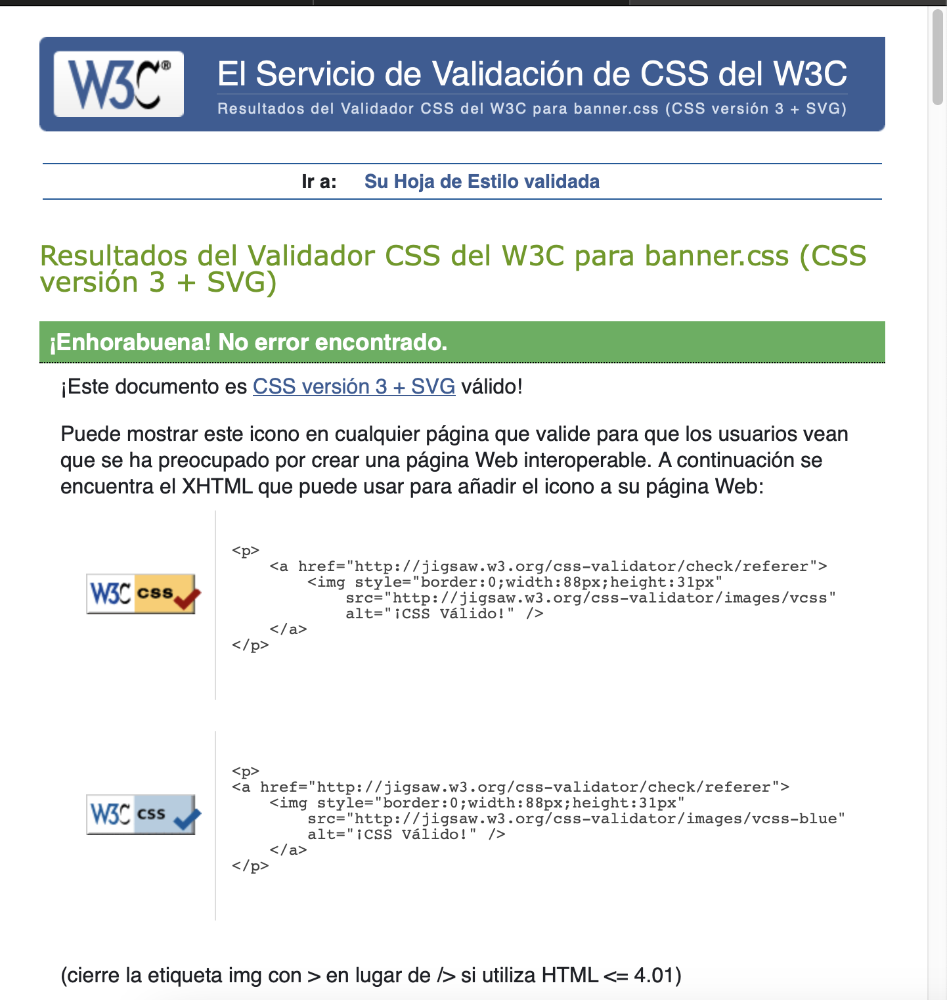 W3C®
El Servicio de Validación de CSS del W3C
Resultados del Validador CSS del W3C para banner.css (CSS versión 3 + SVG)
Ir a: Su Hoja de Estilo validada
Resultados del Validador CSS del W3C para banner.css (CSS
versión 3 + SVG)
¡Enhorabuena! No error encontrado.
¡Este documento es CSS versión 3 + SVG válido!
Puede mostrar este icono en cualquier página que valide para que los usuarios vean
que se ha preocupado por crear una página Web interoperable. A continuación se
encuentra el XHTML que puede usar para añadir el icono a su página Web:
W3C css
<p>
    <a href="http://jigsaw.w3.org/css-validator/check/referer">
        <img style="border:0;width:88px;height:31px"
            src="http://jigsaw.w3.org/css-validator/images/vcss"
            alt="¡CSS Válido!" />
    </a>
</p>
W3C css
<p>
<a href="http://jigsaw.w3.org/css-validator/check/referer">
    <img style="border:0;width:88px;height:31px"
        src="http://jigsaw.w3.org/css-validator/images/vcss-blue"
        alt="¡CSS Válido!" />
    </a>
</p>
(cierre la etiqueta img con > en lugar de /> si utiliza HTML <= 4.01)